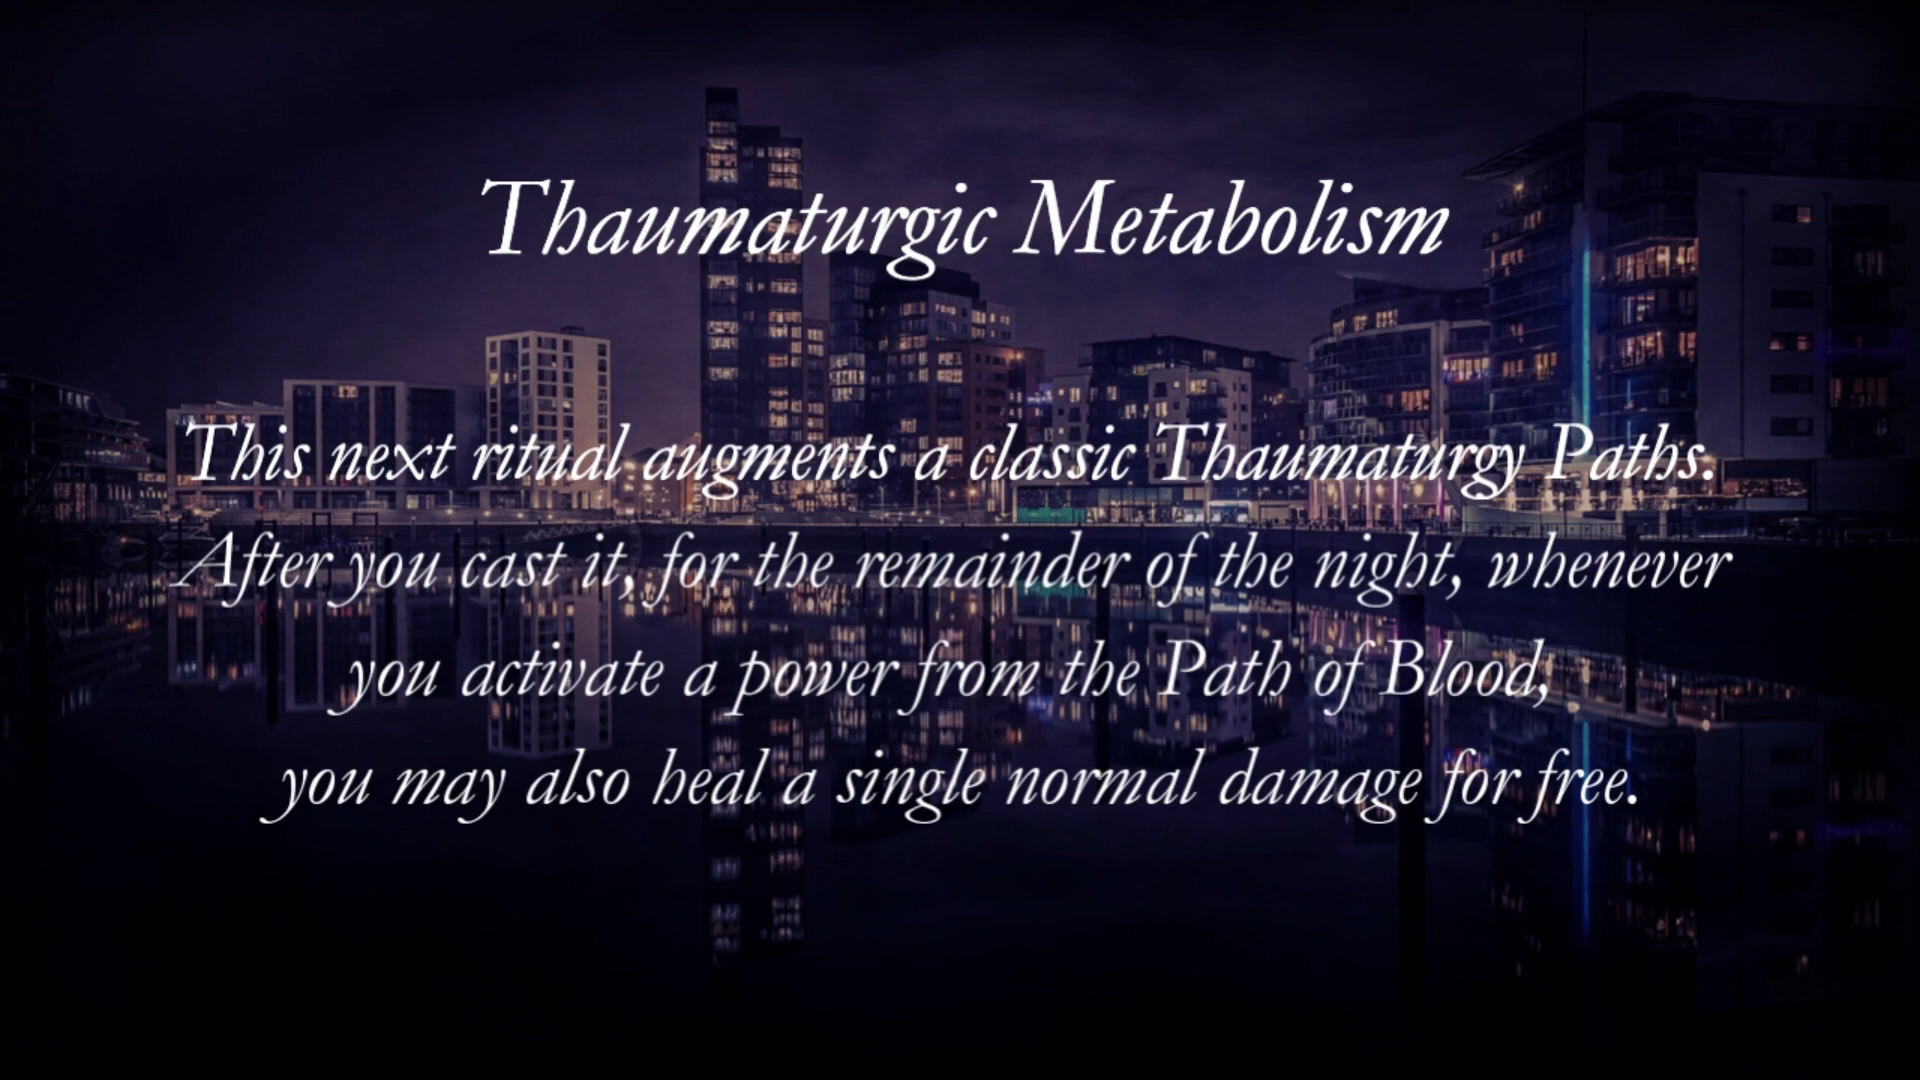 Thaumaturgic Metabolism
This next ritual augments a classic Thaumaturgy Paths.
After you cast it, for the remainder of the night, whenever
you activate a power from the Path of Blood,
you may also heal a single normal damage for free.